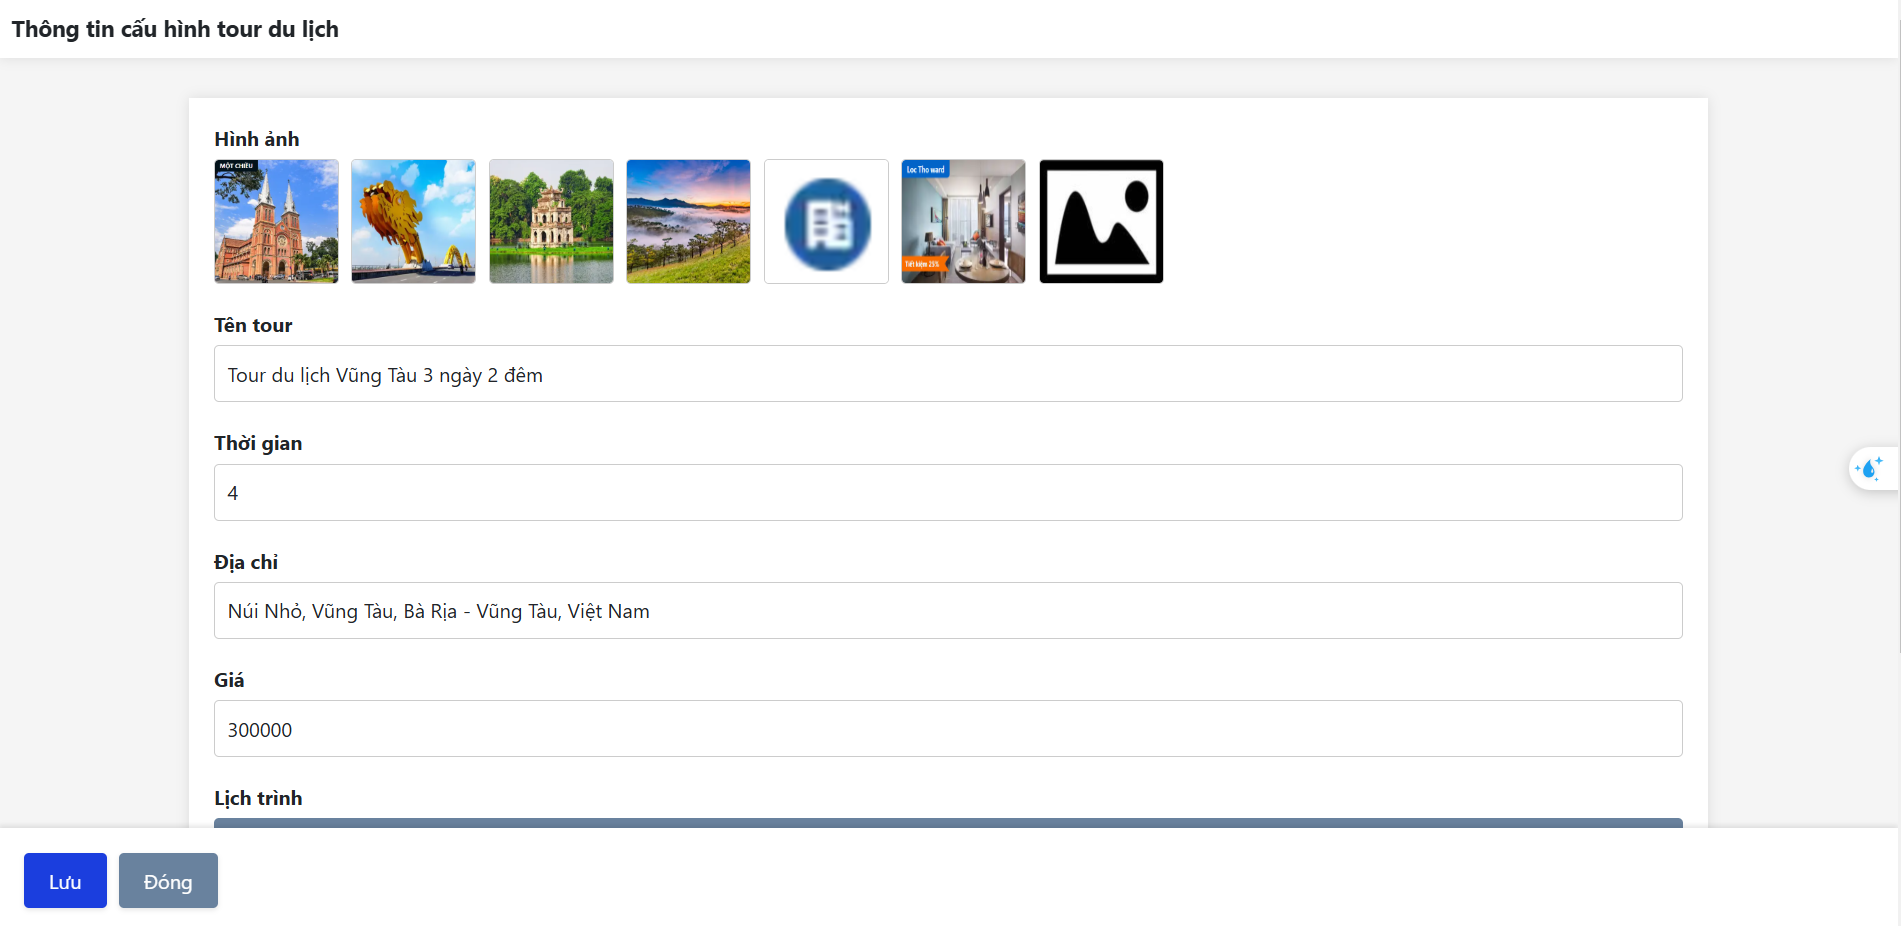 Thông tin cấu hình tour du lịch
Hình ảnh
MỘT CHIỀU
Loc Tho ward
Tiết kiệm 25%
Tên tour
Tour du lịch Vũng Tàu 3 ngày 2 đêm
Thời gian
4
Địa chỉ
Núi Nhỏ, Vũng Tàu, Bà Rịa - Vũng Tàu, Việt Nam
Giá
300000
Lịch trình
Lưu
Đóng